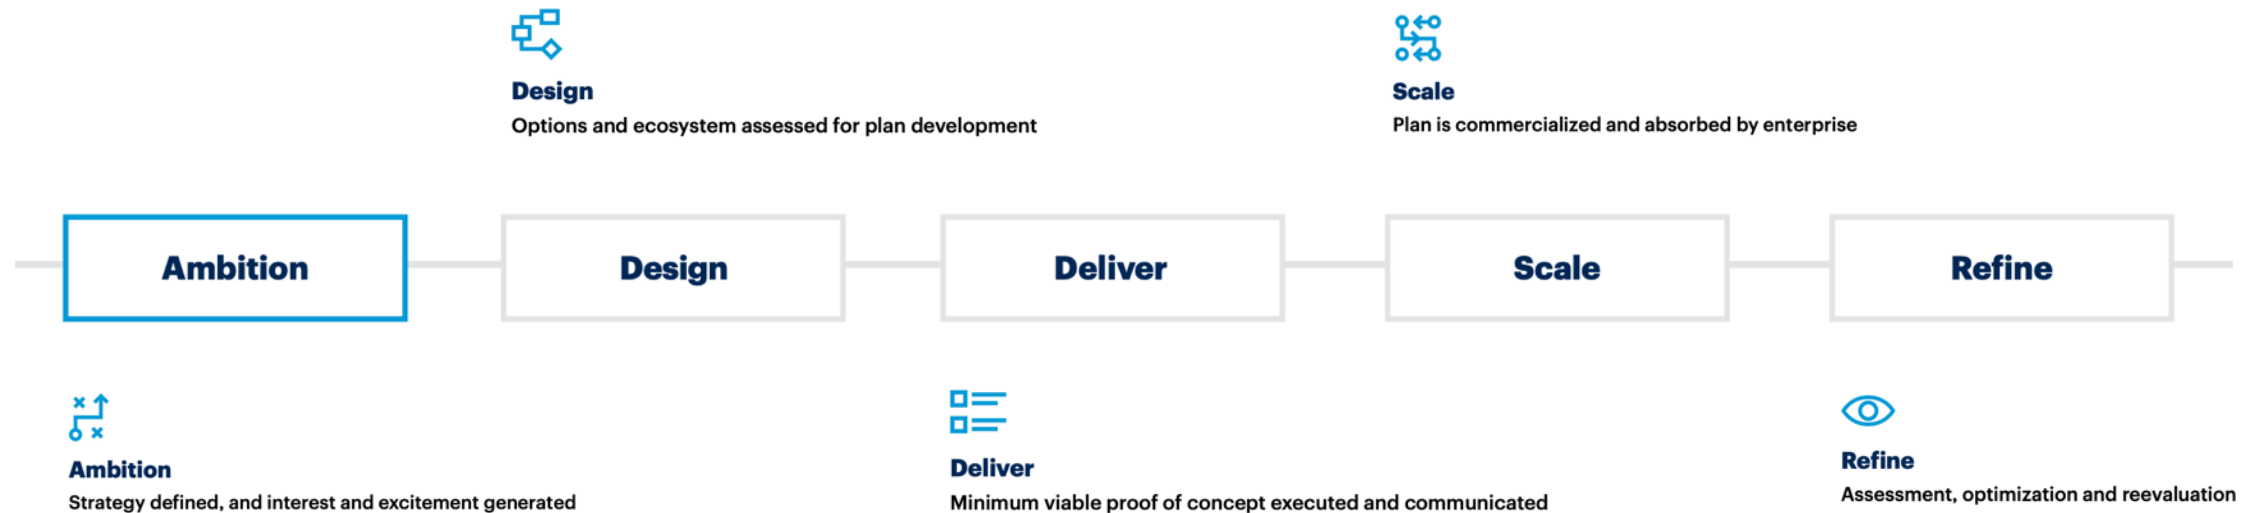 Design
Options and ecosystem assessed for plan development
Scale
Plan is commercialized and absorbed by enterprise
Ambition
Design
Deliver
Scale
Refine
Ambition
Strategy defined, and interest and excitement generated
Deliver
Minimum viable proof of concept executed and communicated
Refine
Assessment, optimization and reevaluation